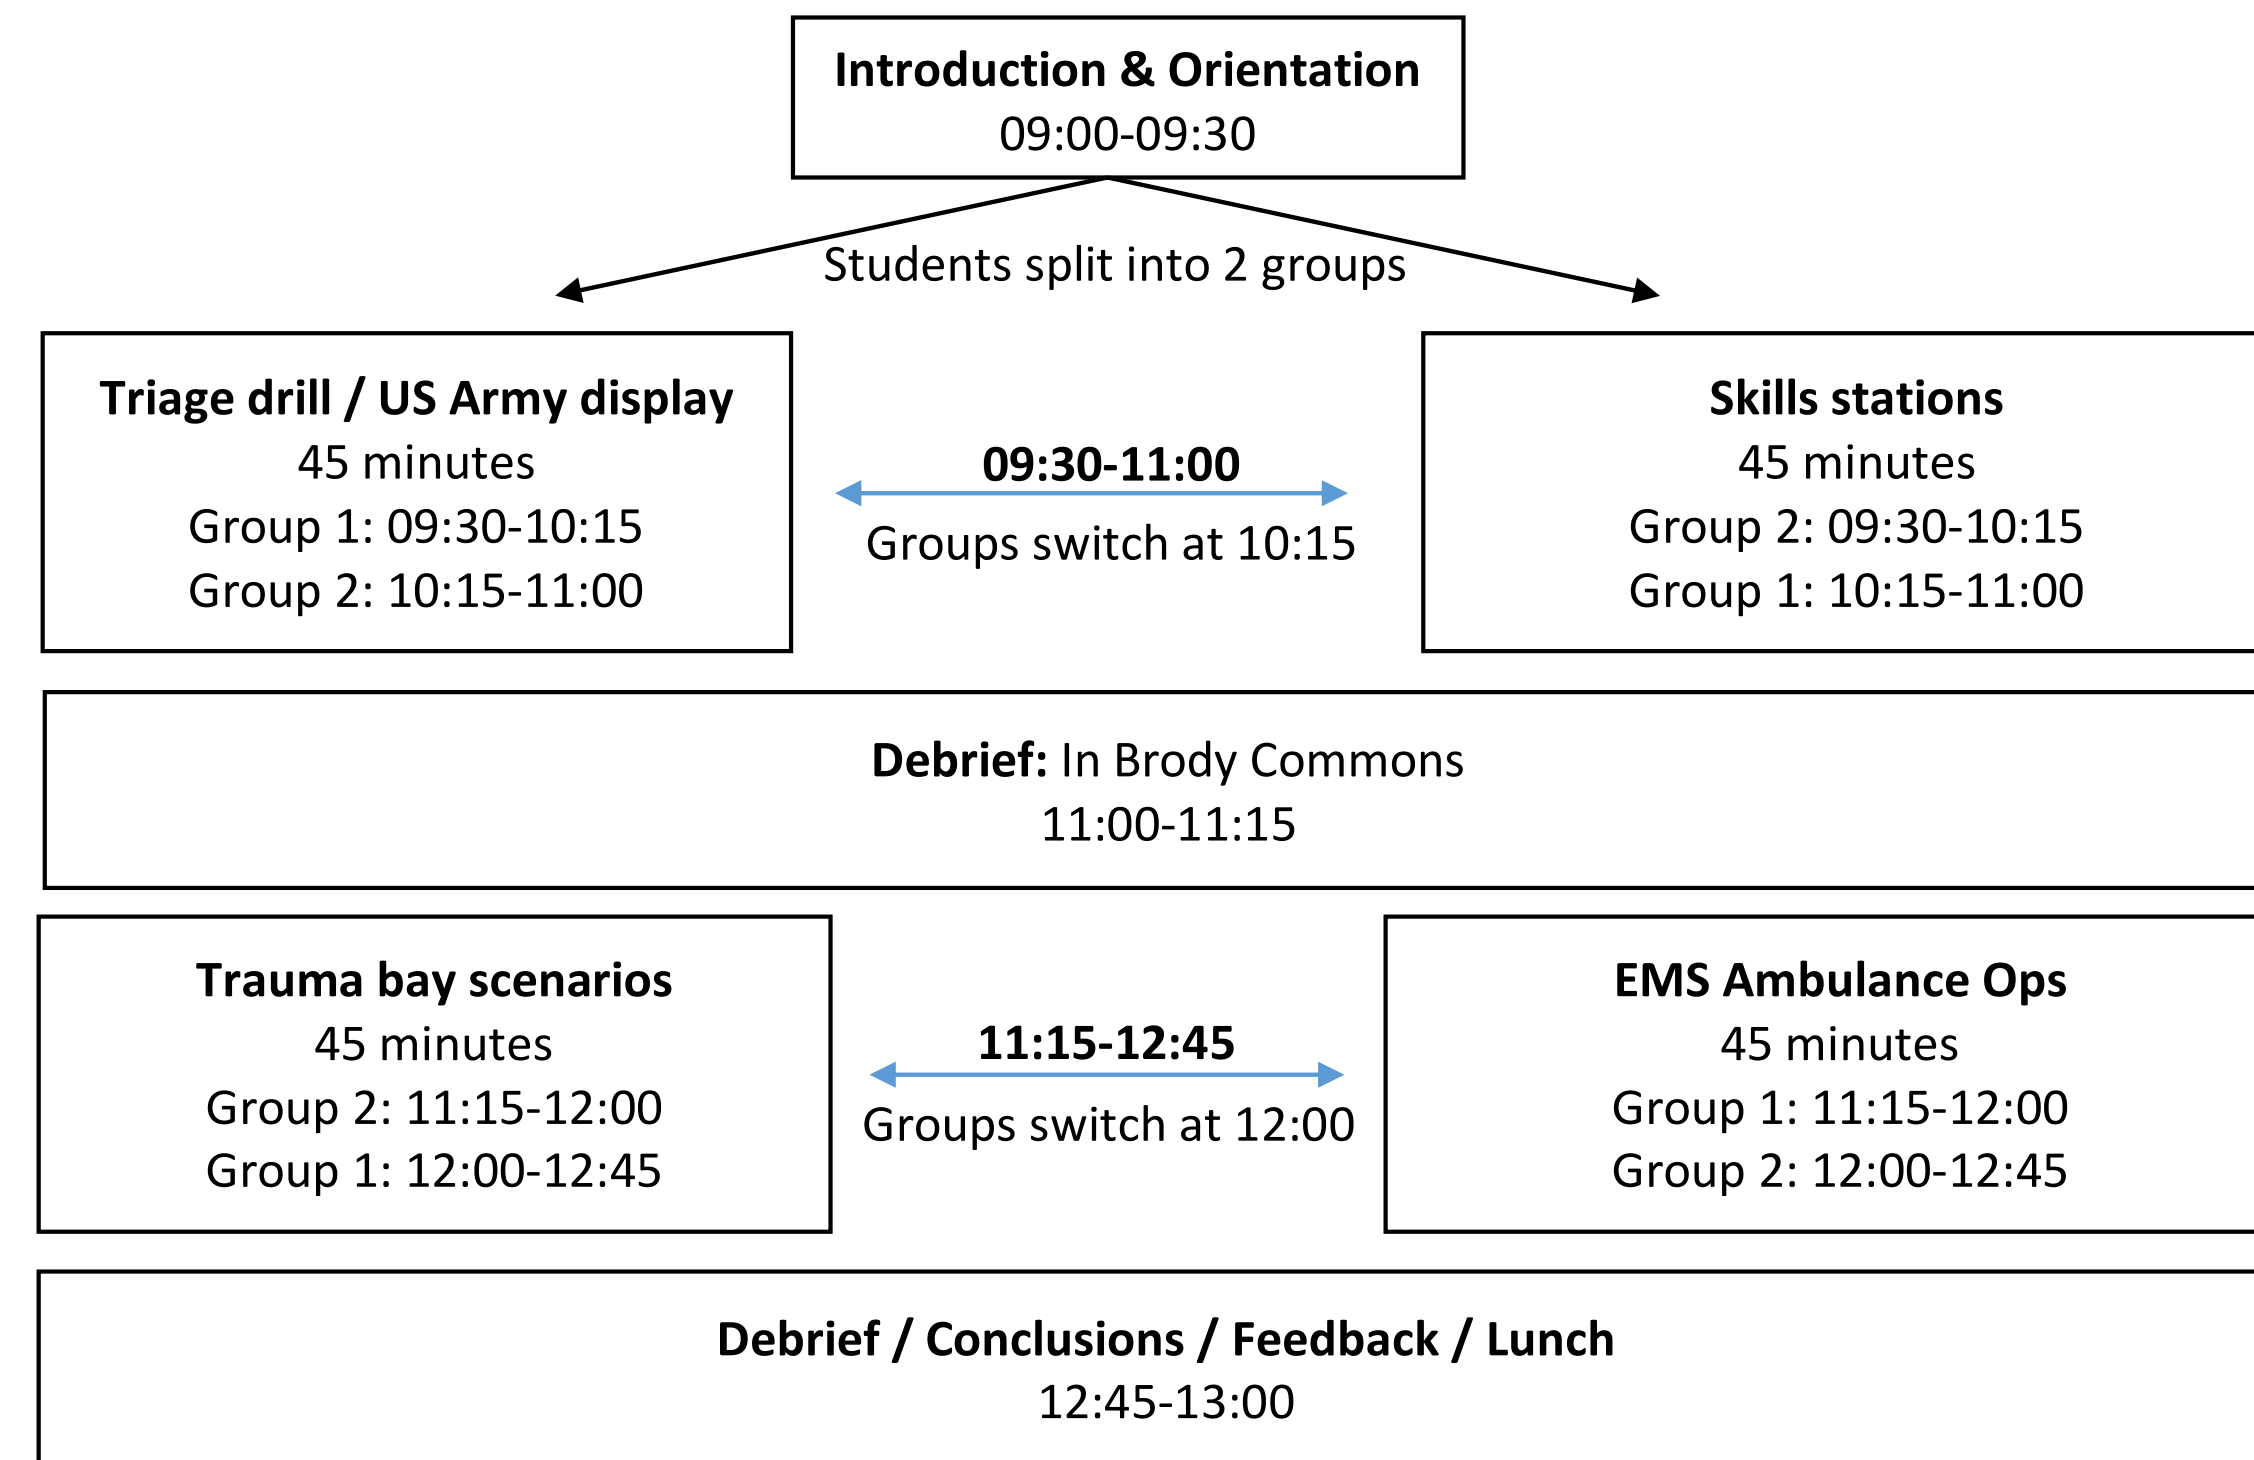 Introduction & Orientation
09:00-09:30
Students split into 2 groups
Triage drill / US Army display
45 minutes
Group 1: 09:30-10:15
Group 2: 10:15-11:00
09:30-11:00
Groups switch at 10:15
Skills stations
45 minutes
Group 2: 09:30-10:15
Group 1: 10:15-11:00
Debrief: In Brody Commons
11:00-11:15
Trauma bay scenarios
45 minutes
Group 2: 11:15-12:00
Group 1: 12:00-12:45
11:15-12:45
Groups switch at 12:00
EMS Ambulance Ops
45 minutes
Group 1: 11:15-12:00
Group 2: 12:00-12:45
Debrief / Conclusions / Feedback / Lunch
12:45-13:00